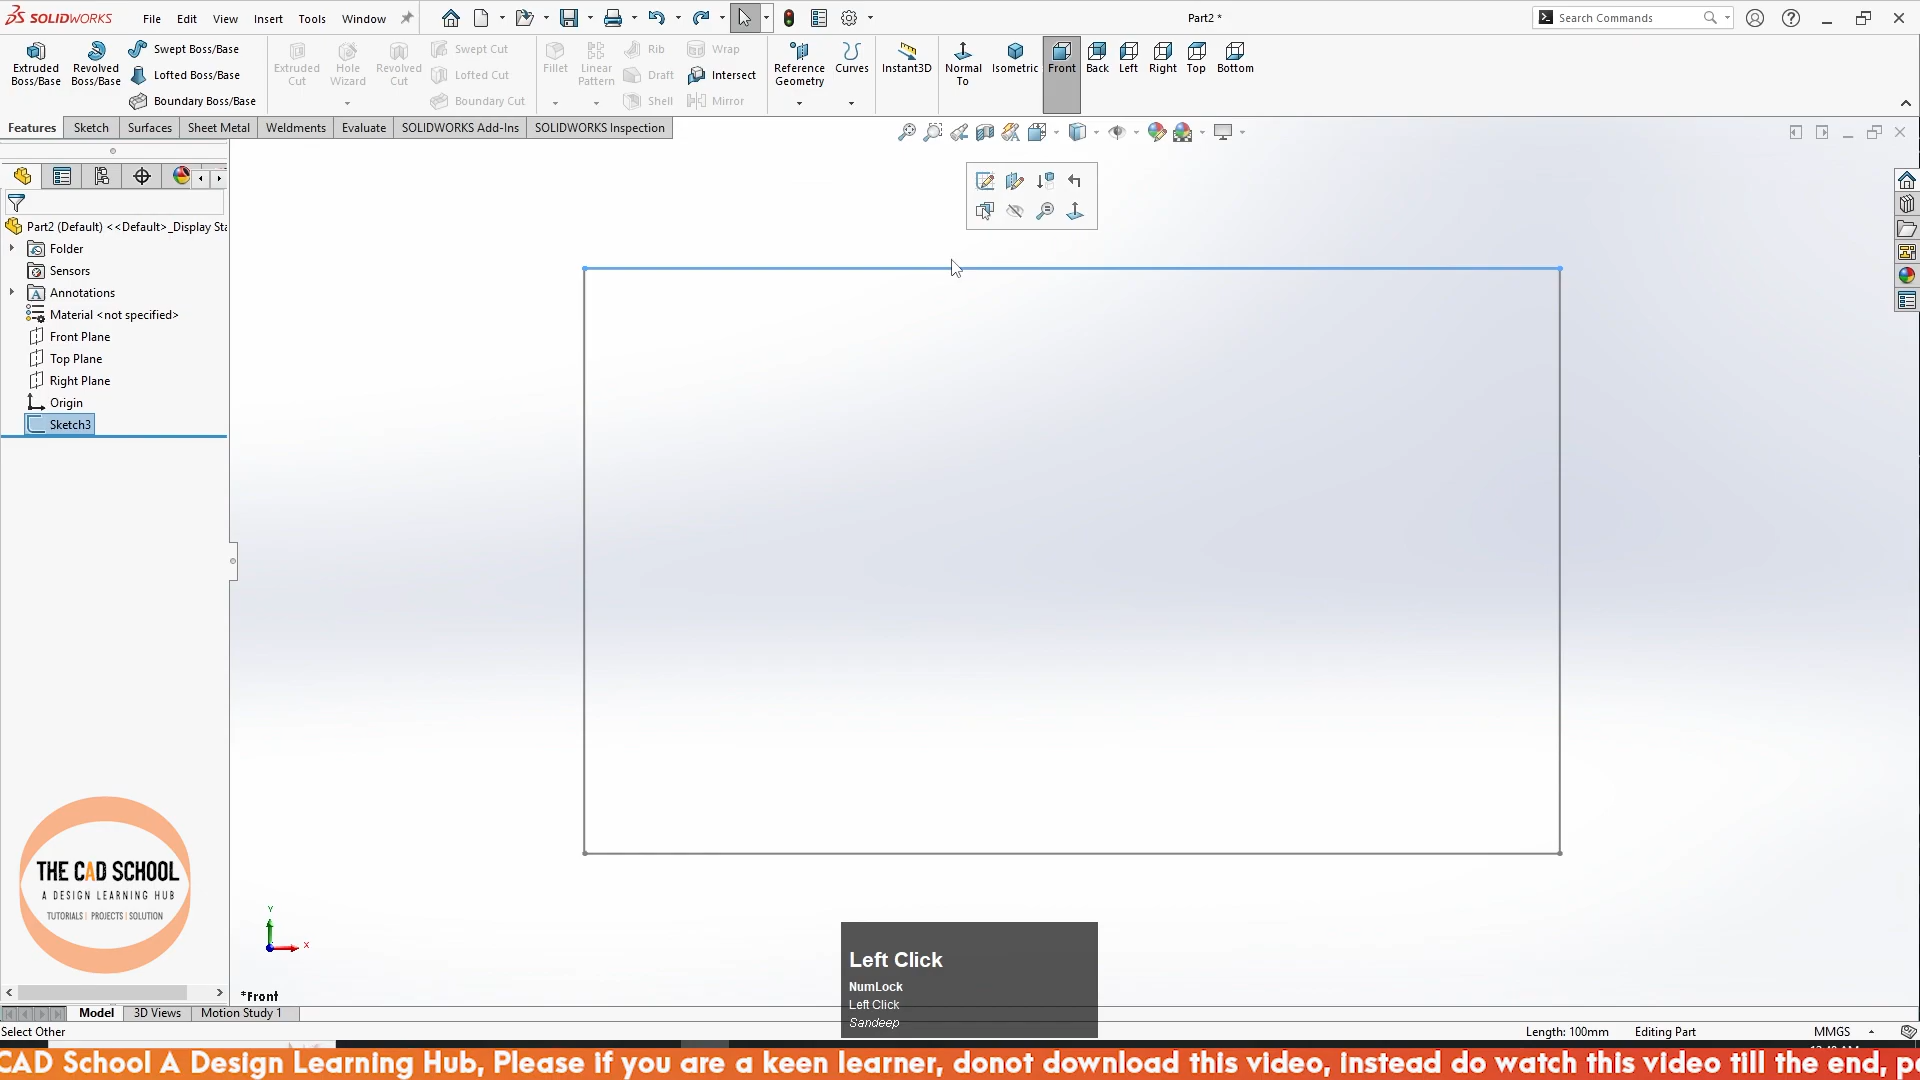 SOLIDWORKS File Edit View Insert Tools Window Part2 * Search Commands
Extruded Boss/Base
Revolved Boss/Base
Swept Boss/Base
Lofted Boss/Base
Boundary Boss/Base
Extruded Cut
Hole Wizard
Revolved Cut
Swept Cut
Lofted Cut
Boundary Cut
Fillet
Linear Pattern
Rib
Draft
Shell
Wrap
Intersect
Mirror
Reference Geometry
Curves
Instant3D
Normal To
Isometric
Front
Back
Left
Right
Top
Bottom
Features Sketch Surfaces Sheet Metal Weldments Evaluate SOLIDWORKS Add-Ins SOLIDWORKS Inspection
Part2 (Default) <<Default>_Display Sta
Folder
Sensors
Annotations
Material <not specified>
Front Plane
Top Plane
Right Plane
Origin
Sketch3
THE CAD SCHOOL
A DESIGN LEARNING HUB
TUTORIALS | PROJECTS | SOLUTION
Y
X
*Front
Left Click
NumLock
Left Click
Sandeep
Model 3D Views Motion Study 1
Select Other Length: 100mm Editing Part MMGS
CAD School A Design Learning Hub, Please if you are a keen learner, donot download this video, instead do watch this video till the end, p